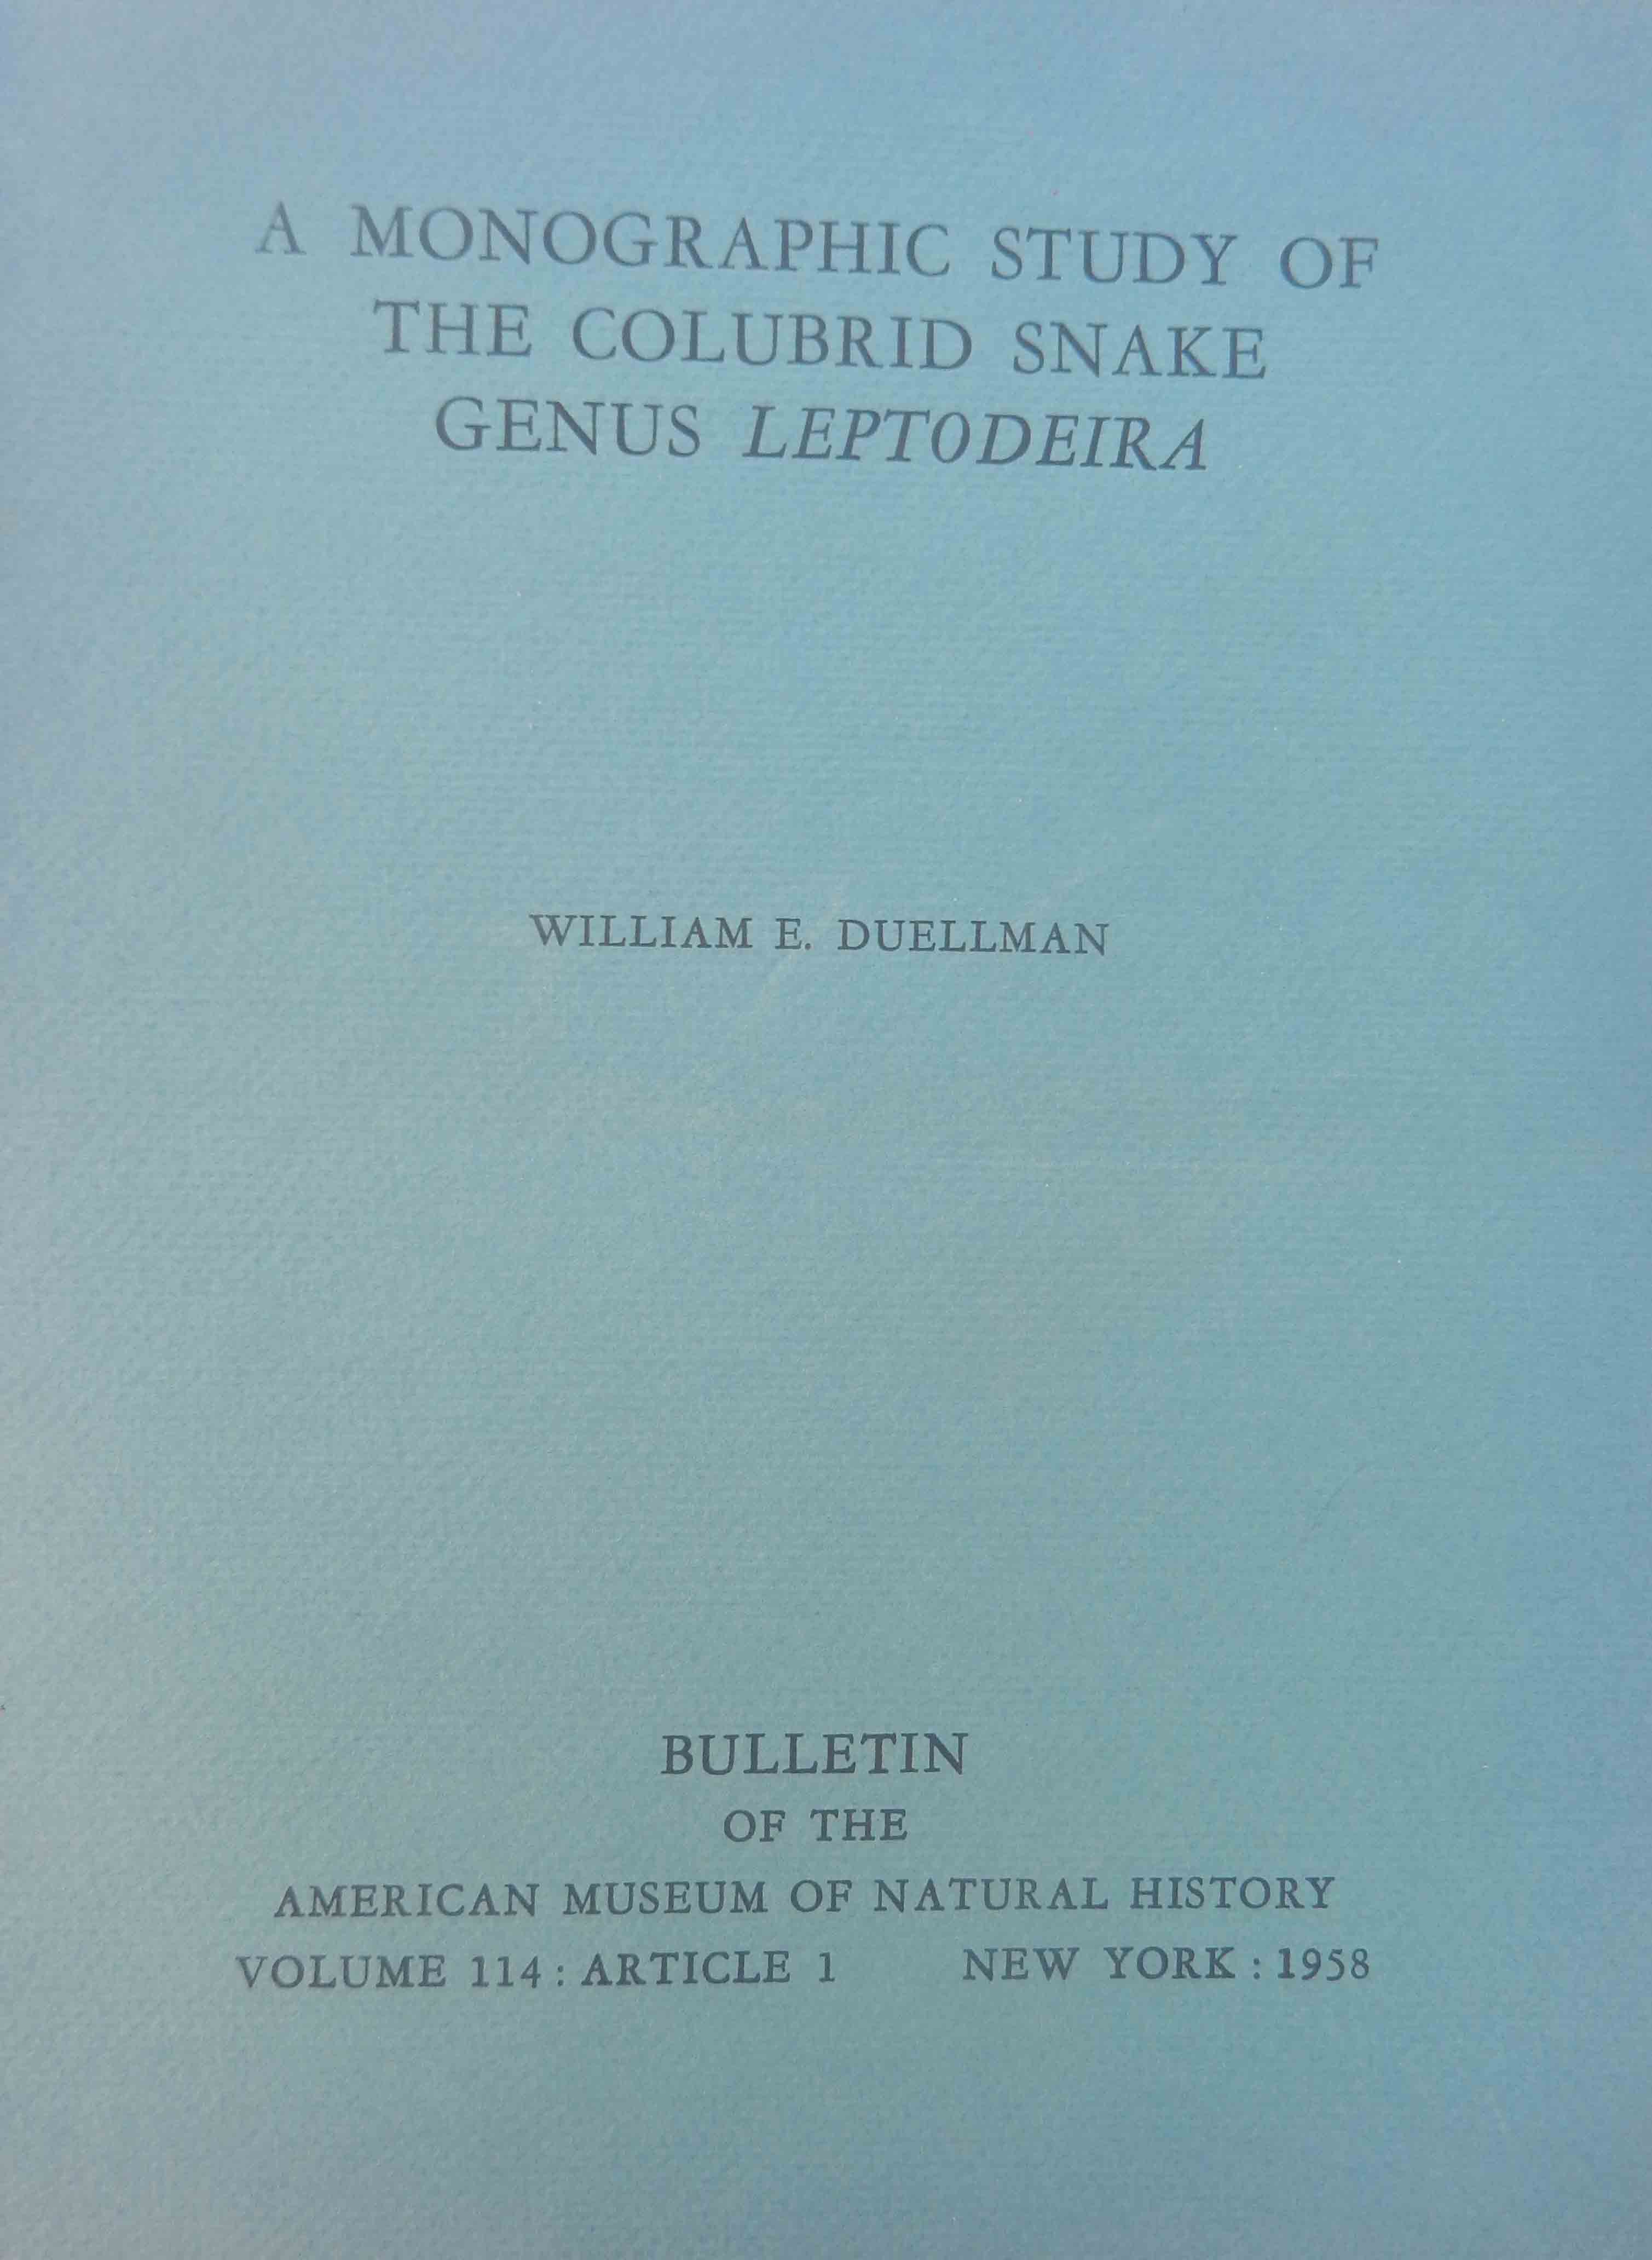 A MONOGRAPHIC STUDY OF
THE COLUBRID SNAKE
GENUS LEPTODEIRA
WILLIAM E. DUELLMAN
BULLETIN
OF THE
AMERICAN MUSEUM OF NATURAL HISTORY
VOLUME 114 : ARTICLE 1 NEW YORK : 1958